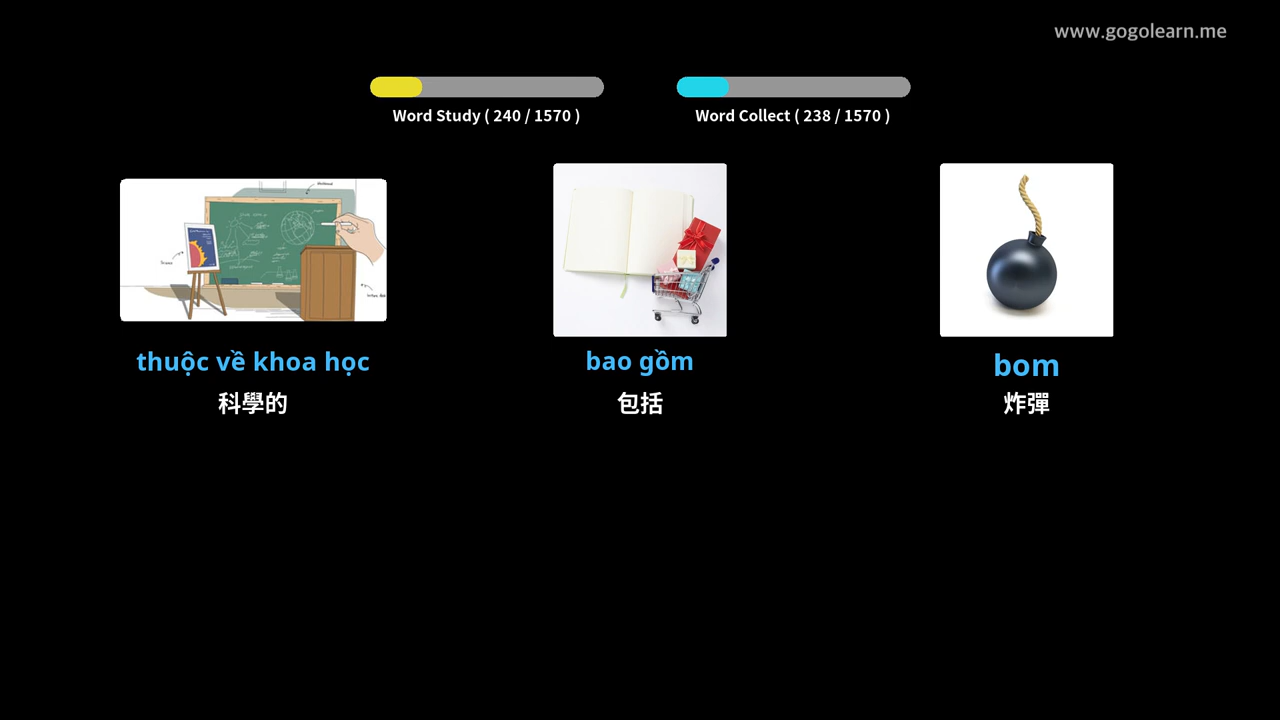 www.gogolearn.me
Word Study ( 240 / 1570 )
Word Collect ( 238 / 1570 )
thuộc về khoa học
bao gồm
bom
科學的
包括
炸彈